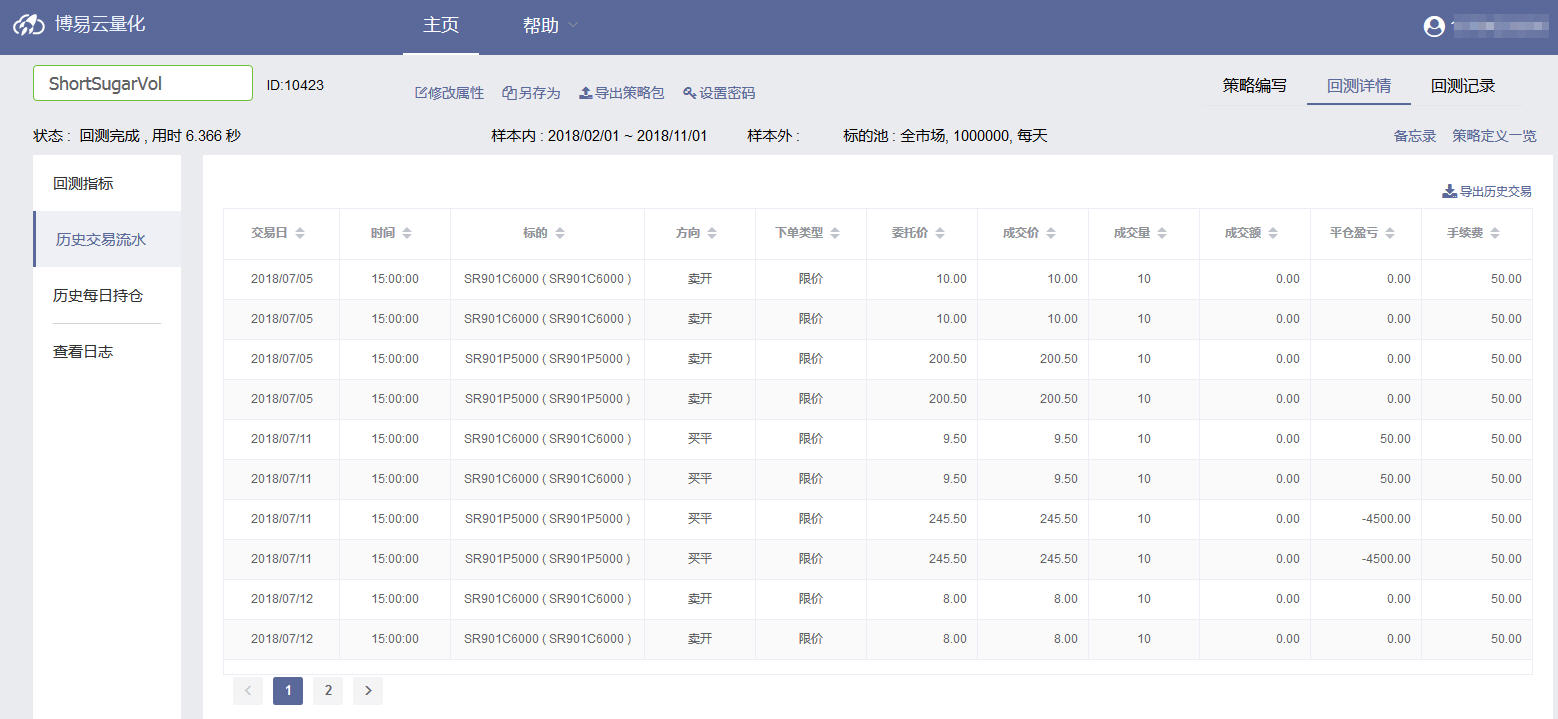 博易云量化 主页 帮助
ShortSugarVol ID:10423 修改属性 另存为 导出策略包 设置密码 策略编写 回测详情 回测记录
状态 : 回测完成 , 用时 6.366 秒 样本内 : 2018/02/01 ~ 2018/11/01 样本外 : 标的池 : 全市场, 1000000, 每天 备忘录 策略定义一览
回测指标
历史交易流水
历史每日持仓
查看日志
导出历史交易
交易日 时间 标的 方向 下单类型 委托价 成交价 成交量 成交额 平仓盈亏 手续费
2018/07/05 15:00:00 SR901C6000 ( SR901C6000 ) 卖开 限价 10.00 10.00 10 0.00 0.00 50.00
2018/07/05 15:00:00 SR901C6000 ( SR901C6000 ) 卖开 限价 10.00 10.00 10 0.00 0.00 50.00
2018/07/05 15:00:00 SR901P5000 ( SR901P5000 ) 卖开 限价 200.50 200.50 10 0.00 0.00 50.00
2018/07/05 15:00:00 SR901P5000 ( SR901P5000 ) 卖开 限价 200.50 200.50 10 0.00 0.00 50.00
2018/07/11 15:00:00 SR901C6000 ( SR901C6000 ) 买平 限价 9.50 9.50 10 0.00 50.00 50.00
2018/07/11 15:00:00 SR901C6000 ( SR901C6000 ) 买平 限价 9.50 9.50 10 0.00 50.00 50.00
2018/07/11 15:00:00 SR901P5000 ( SR901P5000 ) 买平 限价 245.50 245.50 10 0.00 -4500.00 50.00
2018/07/11 15:00:00 SR901P5000 ( SR901P5000 ) 买平 限价 245.50 245.50 10 0.00 -4500.00 50.00
2018/07/12 15:00:00 SR901C6000 ( SR901C6000 ) 卖开 限价 8.00 8.00 10 0.00 0.00 50.00
2018/07/12 15:00:00 SR901C6000 ( SR901C6000 ) 卖开 限价 8.00 8.00 10 0.00 0.00 50.00
< 1 2 >